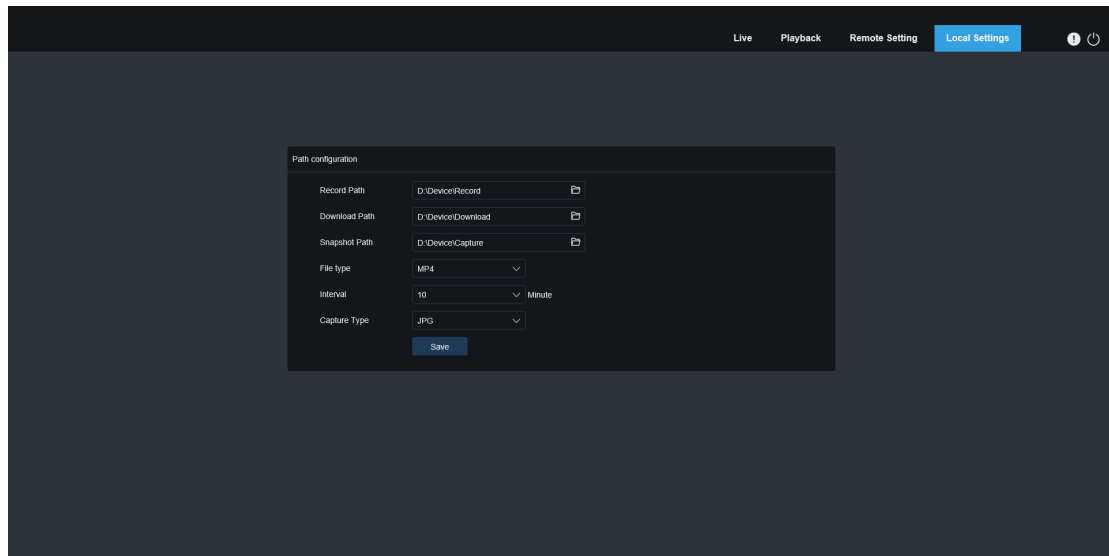 Live Playback Remote Setting Local Settings
Path configuration
Record Path D:\Device\Record
Download Path D:\Device\Download
Snapshot Path D:\Device\Capture
File type MP4
Interval 10 Minute
Capture Type JPG
Save